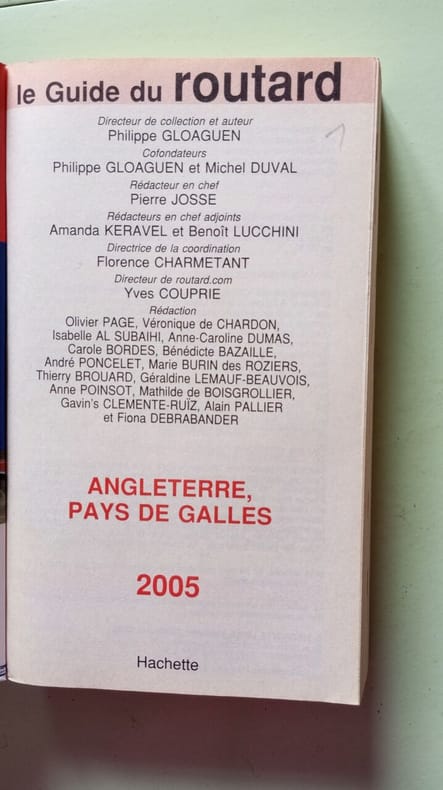 le Guide du routard
Directeur de collection et auteur
Philippe GLOAGUEN
Cofondateurs
Philippe GLOAGUEN et Michel DUVAL
Rédacteur en chef
Pierre JOSSE
Rédacteurs en chef adjoints
Amanda KERAVEL et Benoît LUCCHINI
Directrice de la coordination
Florence CHARMETANT
Directeur de routard.com
Yves COUPRIE
Rédaction
Olivier PAGE, Véronique de CHARDON,
Isabelle AL SUBAIHI, Anne-Caroline DUMAS,
Carole BORDES, Bénédicte BAZAILLE,
André PONCELET, Marie BURIN des ROZIERS,
Thierry BROUARD, Géraldine LEMAUF-BEAUVOIS,
Anne POINSOT, Mathilde de BOISGROLLIER,
Gavin's CLEMENTE-RUÏZ, Alain PALLIER
et Fiona DEBRABANDER
ANGLETERRE,
PAYS DE GALLES
2005
Hachette